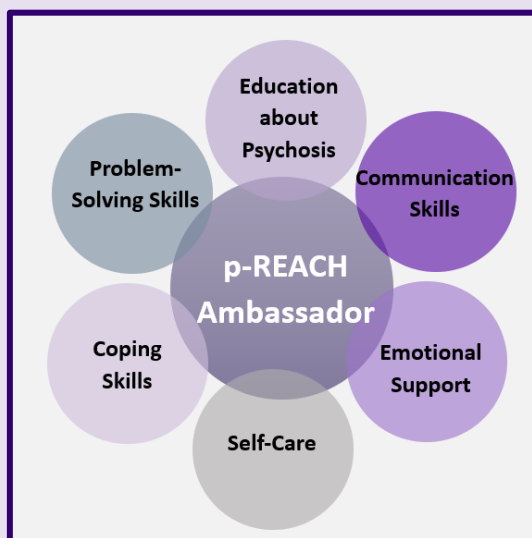 Education
about
Psychosis
Problem-
Solving Skills
Communication
Skills
p-REACH
Ambassador
Coping
Skills
Emotional
Support
Self-Care